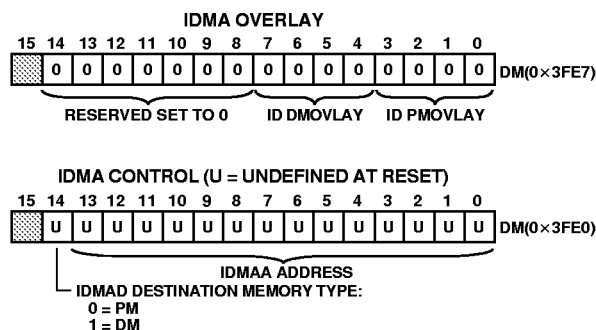 IDMA OVERLAY
15 14 13 12 11 10 9 8 7 6 5 4 3 2 1 0
0 0 0 0 0 0 0 0 0 0 0 0 0 0 0 DM(0×3FE7)
RESERVED SET TO 0 ID DMOVLAY ID PMOVLAY
IDMA CONTROL (U = UNDEFINED AT RESET)
15 14 13 12 11 10 9 8 7 6 5 4 3 2 1 0
U U U U U U U U U U U U U U U DM(0×3FE0)
IDMAA ADDRESS
IDMAD DESTINATION MEMORY TYPE:
0 = PM
1 = DM